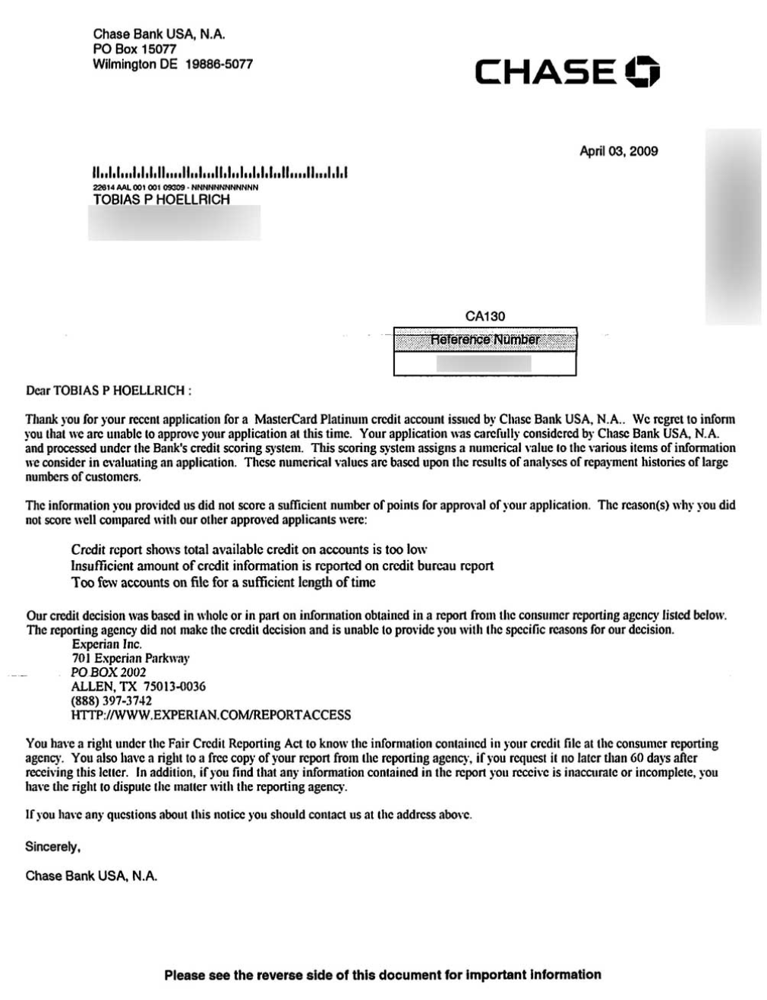 Chase Bank USA, N.A.
PO Box 15077
Wilmington DE 19886-5077
CHASE
April 03, 2009
22614 AAL 001 001 09309 - NNNNNNNNNNNN
TOBIAS P HOELLRICH
CA130
Reference Number
Dear TOBIAS P HOELLRICH :
Thank you for your recent application for a MasterCard Platinum credit account issued by Chase Bank USA, N.A.. We regret to inform
you that we are unable to approve your application at this time. Your application was carefully considered by Chase Bank USA, N.A.
and processed under the Bank's credit scoring system. This scoring system assigns a numerical value to the various items of information
we consider in evaluating an application. These numerical values are based upon the results of analyses of repayment histories of large
numbers of customers.
The information you provided us did not score a sufficient number of points for approval of your application. The reason(s) why you did
not score well compared with our other approved applicants were:
Credit report shows total available credit on accounts is too low
Insufficient amount of credit information is reported on credit bureau report
Too few accounts on file for a sufficient length of time
Our credit decision was based in whole or in part on information obtained in a report from the consumer reporting agency listed below.
The reporting agency did not make the credit decision and is unable to provide you with the specific reasons for our decision.
Experian Inc.
701 Experian Parkway
PO BOX 2002
ALLEN, TX 75013-0036
(888) 397-3742
HTTP://WWW.EXPERIAN.COM/REPORTACCESS
You have a right under the Fair Credit Reporting Act to know the information contained in your credit file at the consumer reporting
agency. You also have a right to a free copy of your report from the reporting agency, if you request it no later than 60 days after
receiving this letter. In addition, if you find that any information contained in the report you receive is inaccurate or incomplete, you
have the right to dispute the matter with the reporting agency.
If you have any questions about this notice you should contact us at the address above.
Sincerely,
Chase Bank USA, N.A.
Please see the reverse side of this document for important information